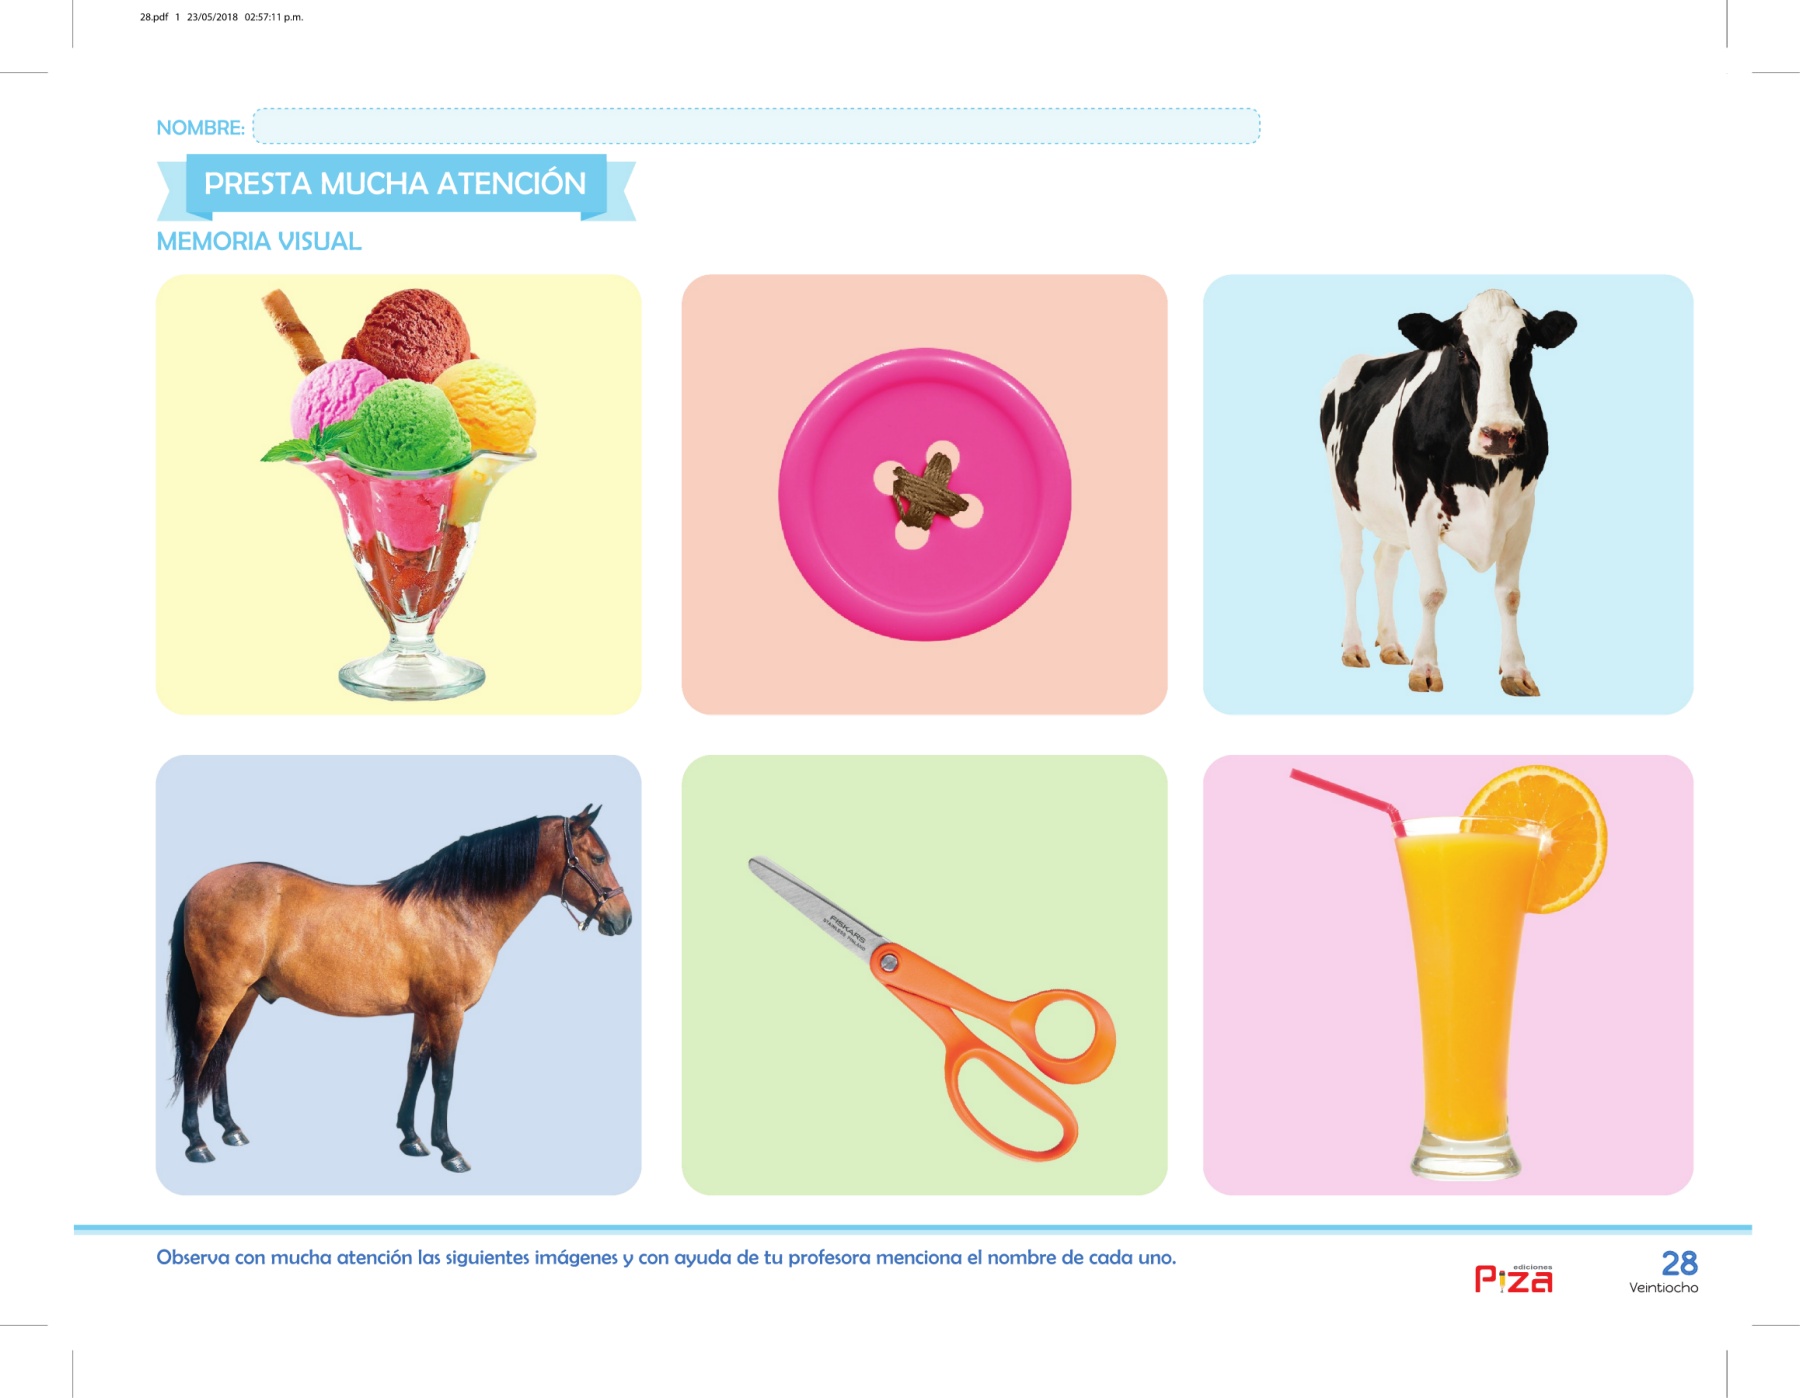 28.pdf 1 23/05/2018 02:57:11 p.m.
NOMBRE:
PRESTA MUCHA ATENCIÓN
MEMORIA VISUAL
FISKARS
STAINLESS FINLAND
Observa con mucha atención las siguientes imágenes y con ayuda de tu profesora menciona el nombre de cada uno.
ediciones
Piza
28
Veintiocho